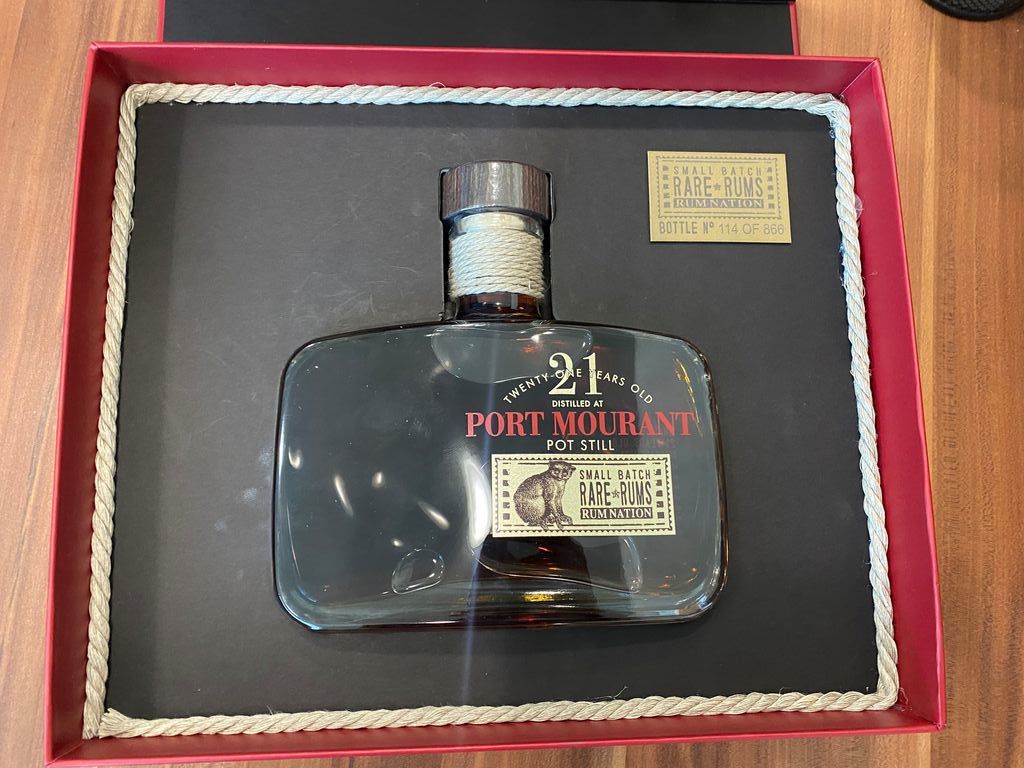 SMALL BATCH
RARE★RUMS
RUM NATION
BOTTLE Nº 114 OF 866
21
TWENTY-ONE YEARS OLD
DISTILLED AT
PORT MOURANT
POT STILL
SMALL BATCH
RARE★RUMS
RUM NATION